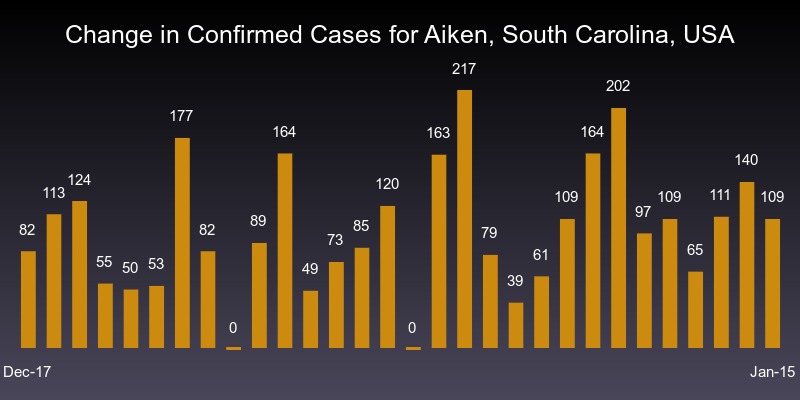 Change in Confirmed Cases for Aiken, South Carolina, USA
82 113 124 55 50 53 177 82 0 89 164 49 73 85 120 0 163 217 79 39 61 109 164 202 97 109 65 111 140 109
Dec-17 Jan-15